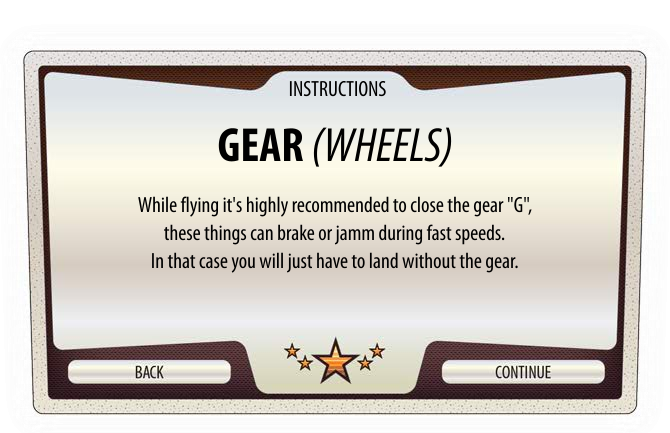 INSTRUCTIONS
GEAR (WHEELS)
While flying it's highly recommended to close the gear "G",
these things can brake or jamm during fast speeds.
In that case you will just have to land without the gear.
BACK
CONTINUE